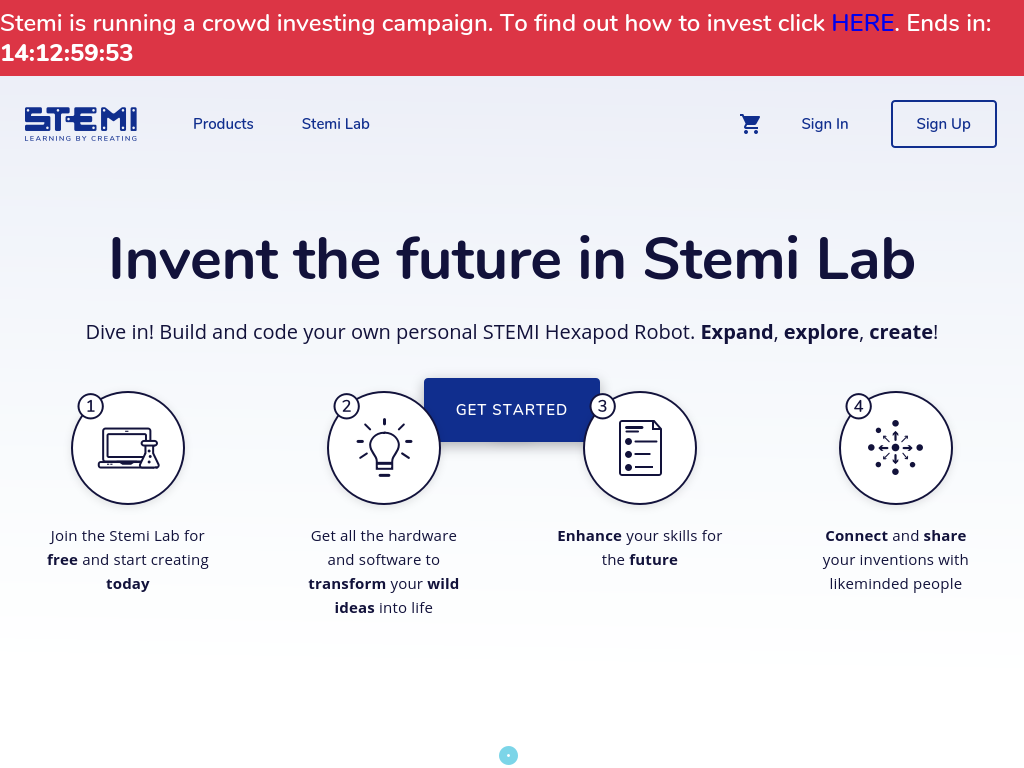 Stemi is running a crowd investing campaign. To find out how to invest click HERE. Ends in:
14:12:59:53
STEMI
LEARNING BY CREATING
Products
Stemi Lab
Sign In
Sign Up
Invent the future in Stemi Lab
Dive in! Build and code your own personal STEMI Hexapod Robot. Expand, explore, create!
GET STARTED
1
Join the Stemi Lab for
free and start creating
today
2
Get all the hardware
and software to
transform your wild
ideas into life
3
Enhance your skills for
the future
4
Connect and share
your inventions with
likeminded people